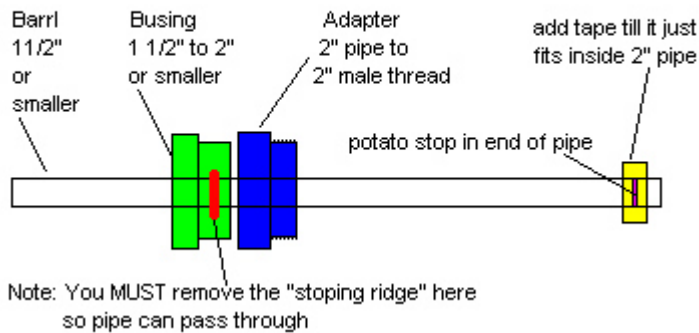 Barrl
11/2"
or
smaller
Busing
1 1/2" to 2"
or smaller
Adapter
2" pipe to
2" male thread
add tape till it just
fits inside 2" pipe
potato stop in end of pipe
Note: You MUST remove the "stoping ridge" here
so pipe can pass through